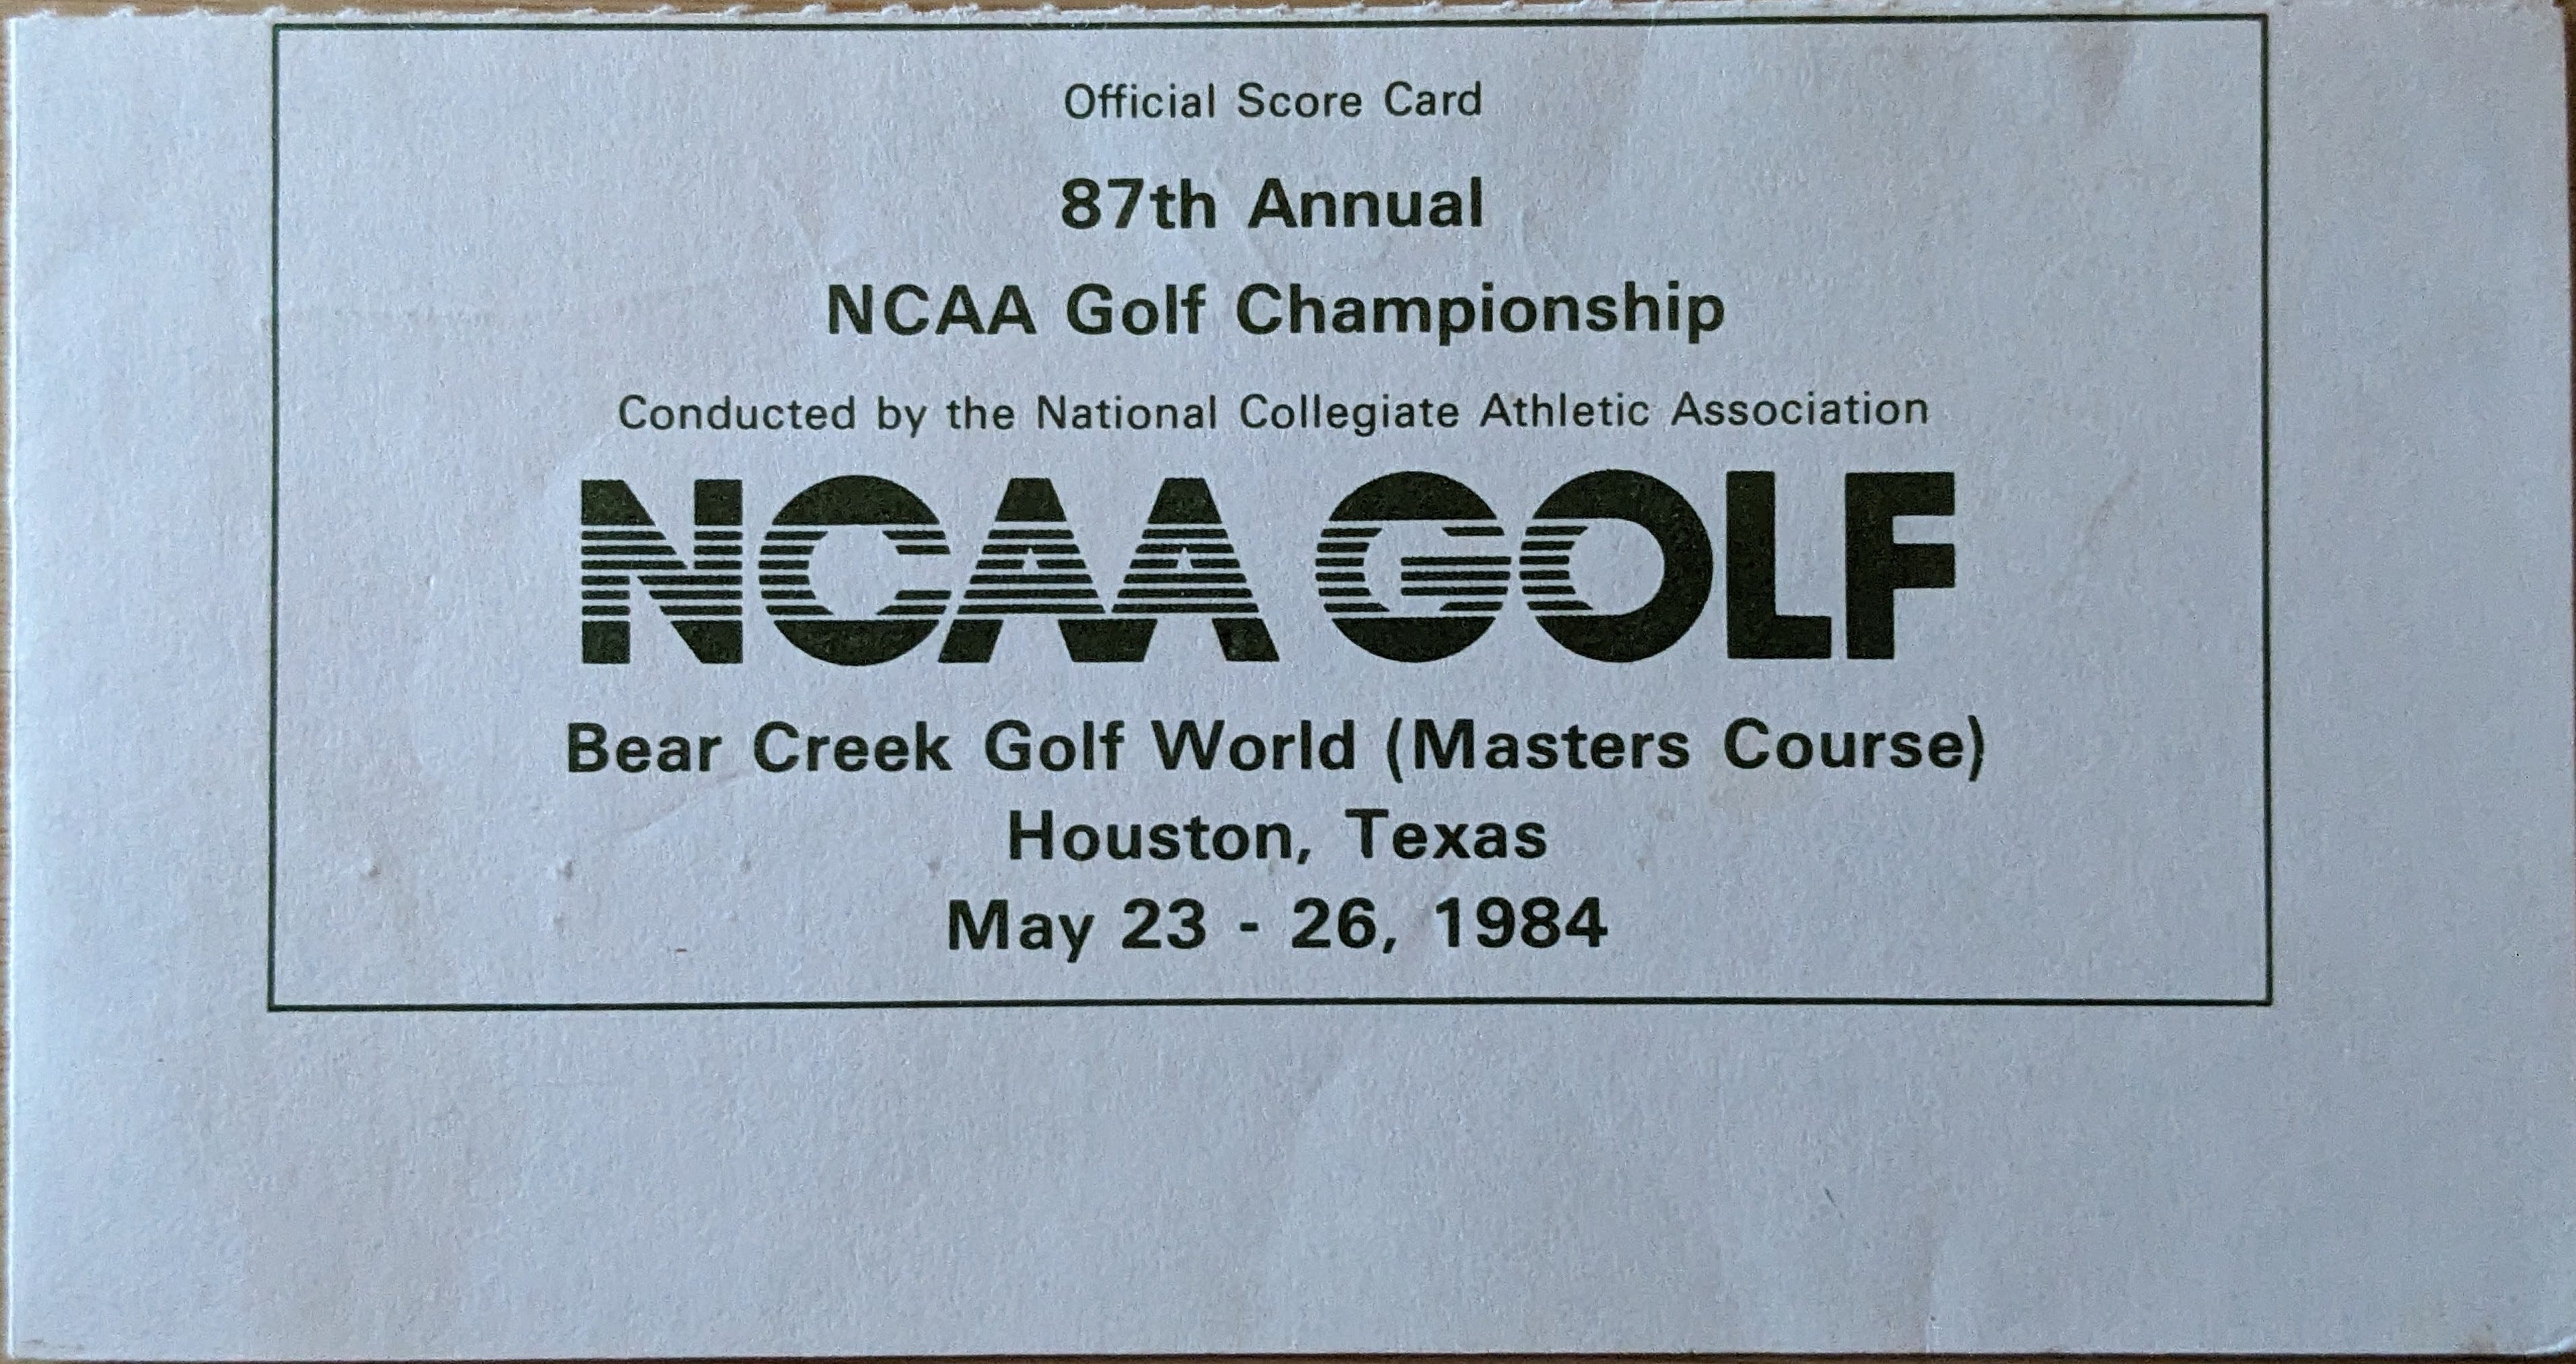 Official Score Card
87th Annual
NCAA Golf Championship
Conducted by the National Collegiate Athletic Association
NCAA GOLF
Bear Creek Golf World (Masters Course)
Houston, Texas
May 23 - 26, 1984